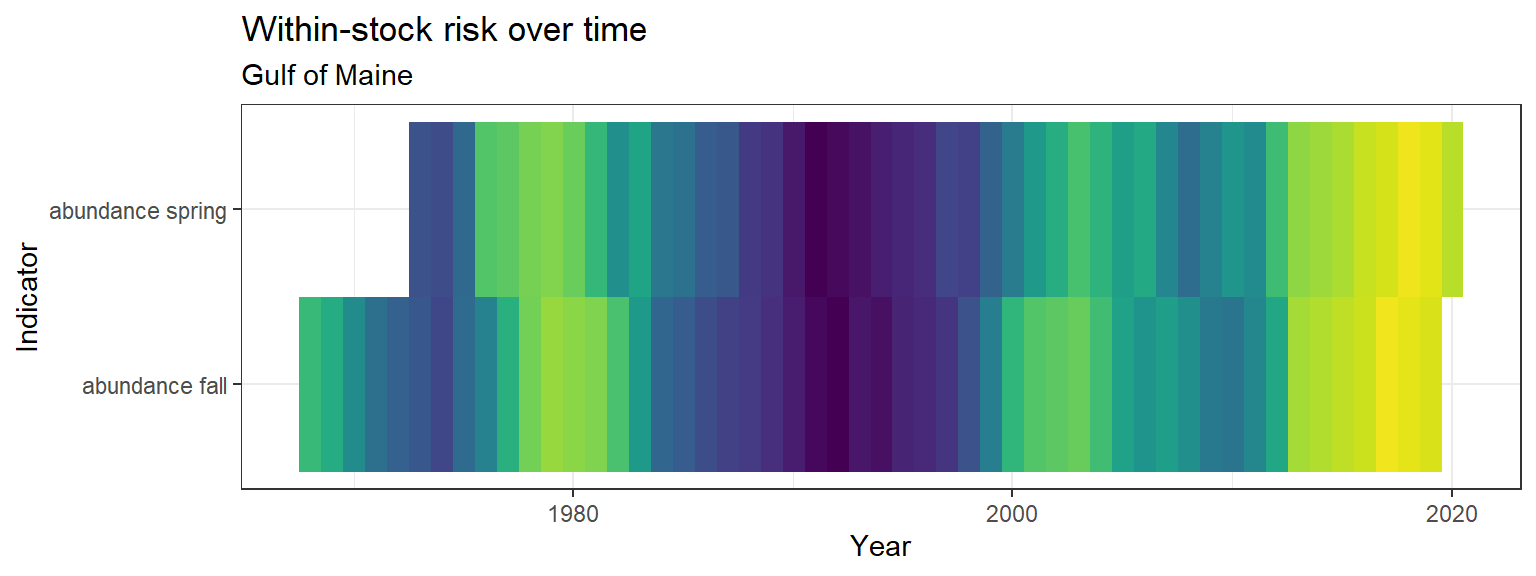 Within-stock risk over time
Gulf of Maine
Indicator
abundance spring
abundance fall
1980
2000
2020
Year